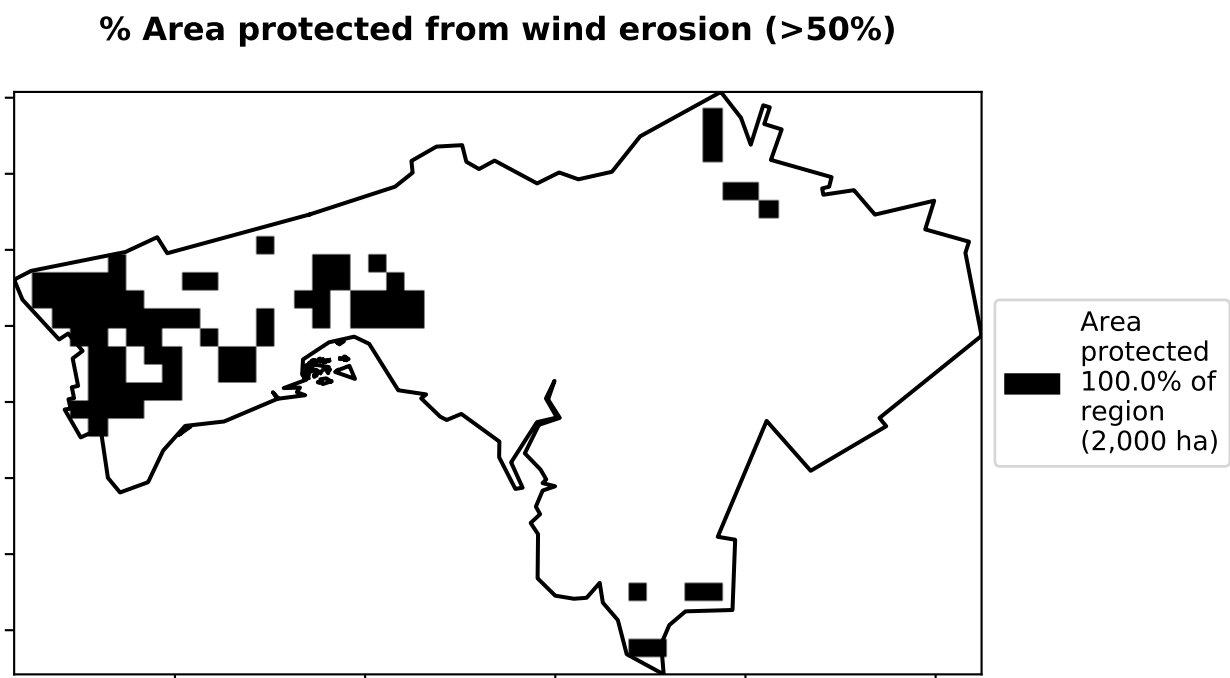 % Area protected from wind erosion (>50%)
Area
protected
100.0% of
region
(2,000 ha)